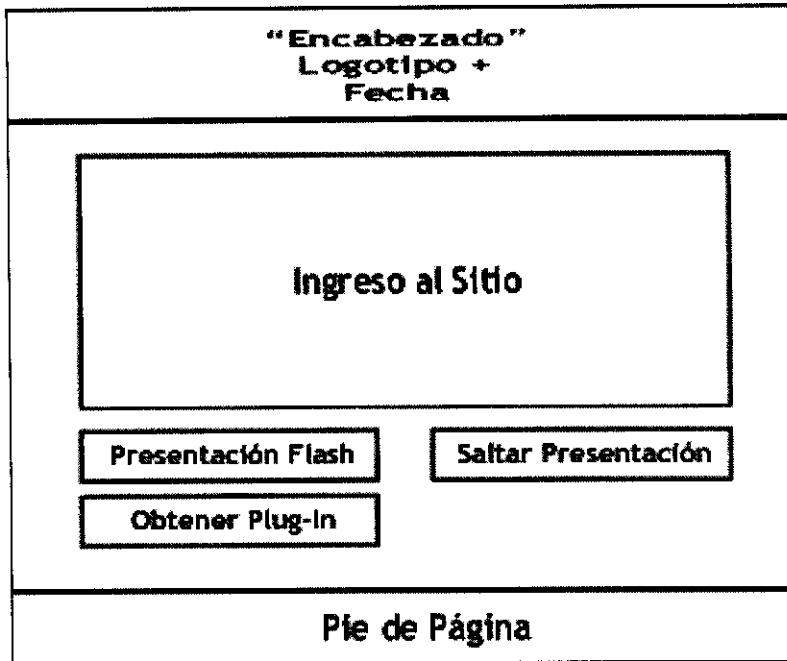 “Encabezado”
Logotipo +
Fecha
Ingreso al Sitio
Presentación Flash
Saltar Presentación
Obtener Plug-In
Pie de Página